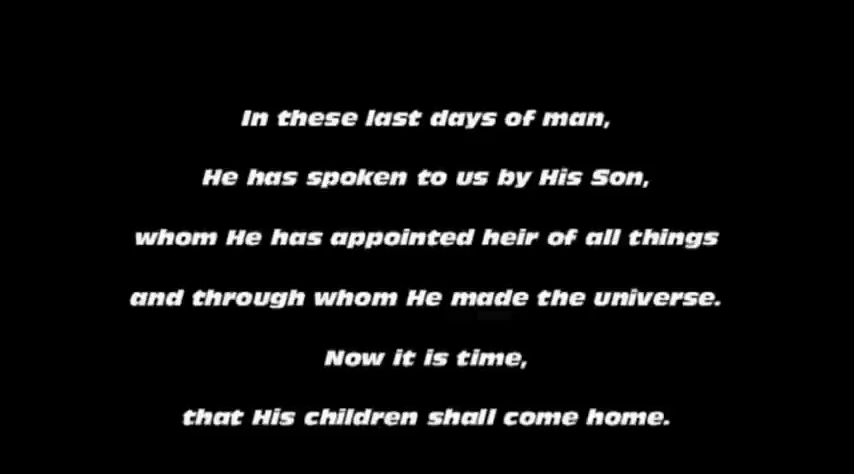 In these last days of man,
He has spoken to us by His Son,
whom He has appointed heir of all things
and through whom He made the universe.
Now it is time,
that His children shall come home.